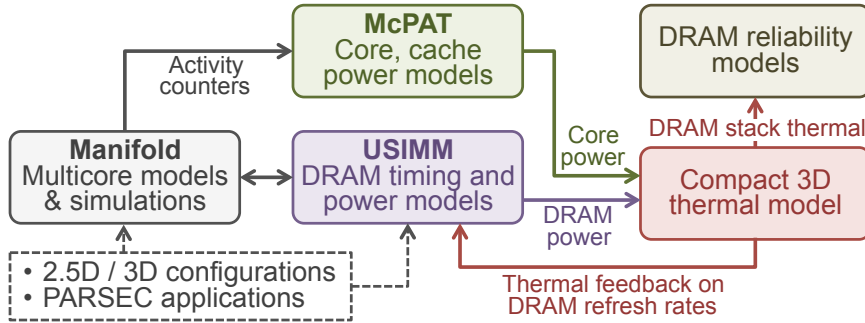 McPAT
Core, cache
power models
DRAM reliability
models
Activity
counters
Core
power
DRAM stack thermal
Manifold
Multicore models
& simulations
USIMM
DRAM timing and
power models
DRAM
power
Compact 3D
thermal model
• 2.5D / 3D configurations
• PARSEC applications
Thermal feedback on
DRAM refresh rates